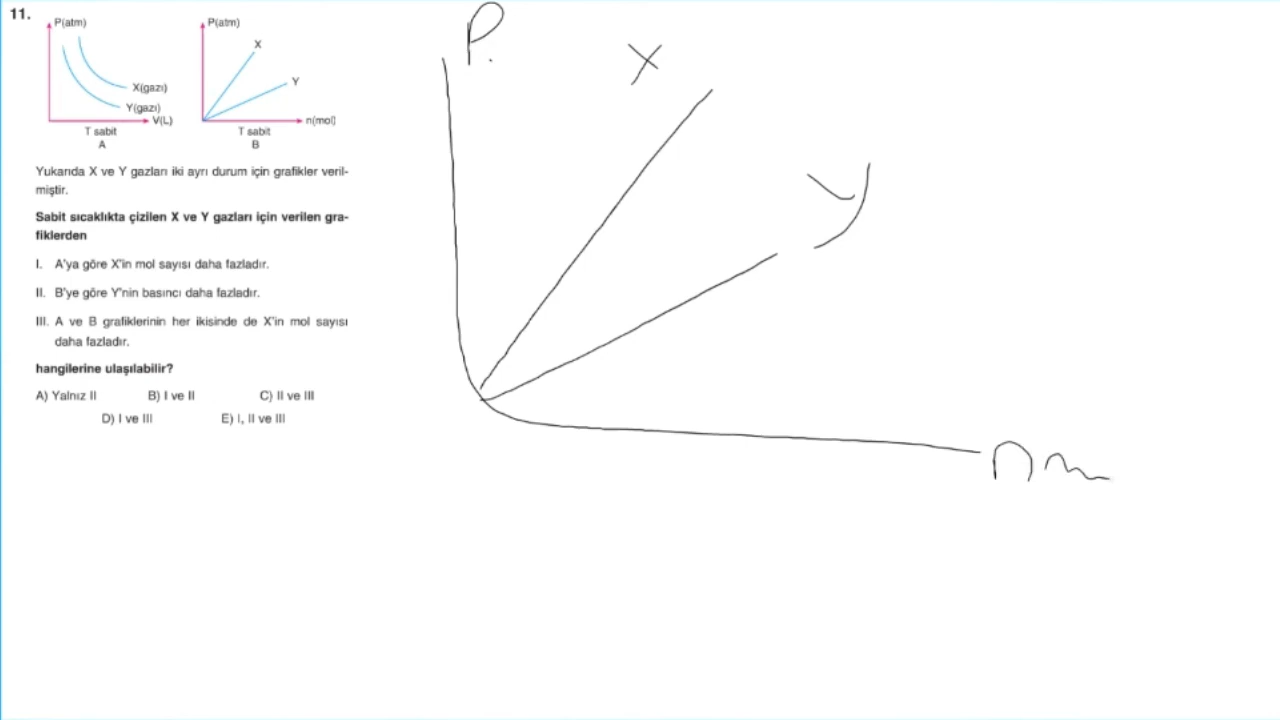 11.
P(atm)
X(gazı)
Y(gazı)
V(L)
T sabit
A
P(atm)
X
Y
n(mol)
T sabit
B
Yukarıda X ve Y gazları iki ayrı durum için grafikler veril-
miştir.
Sabit sıcaklıkta çizilen X ve Y gazları için verilen gra-
fiklerden
I. A'ya göre X'in mol sayısı daha fazladır.
II. B'ye göre Y'nin basıncı daha fazladır.
III. A ve B grafiklerinin her ikisinde de X'in mol sayısı
daha fazladır.
hangilerine ulaşılabilir?
A) Yalnız II B) I ve II C) II ve III
D) I ve III E) I, II ve III
P.
X
Y
n